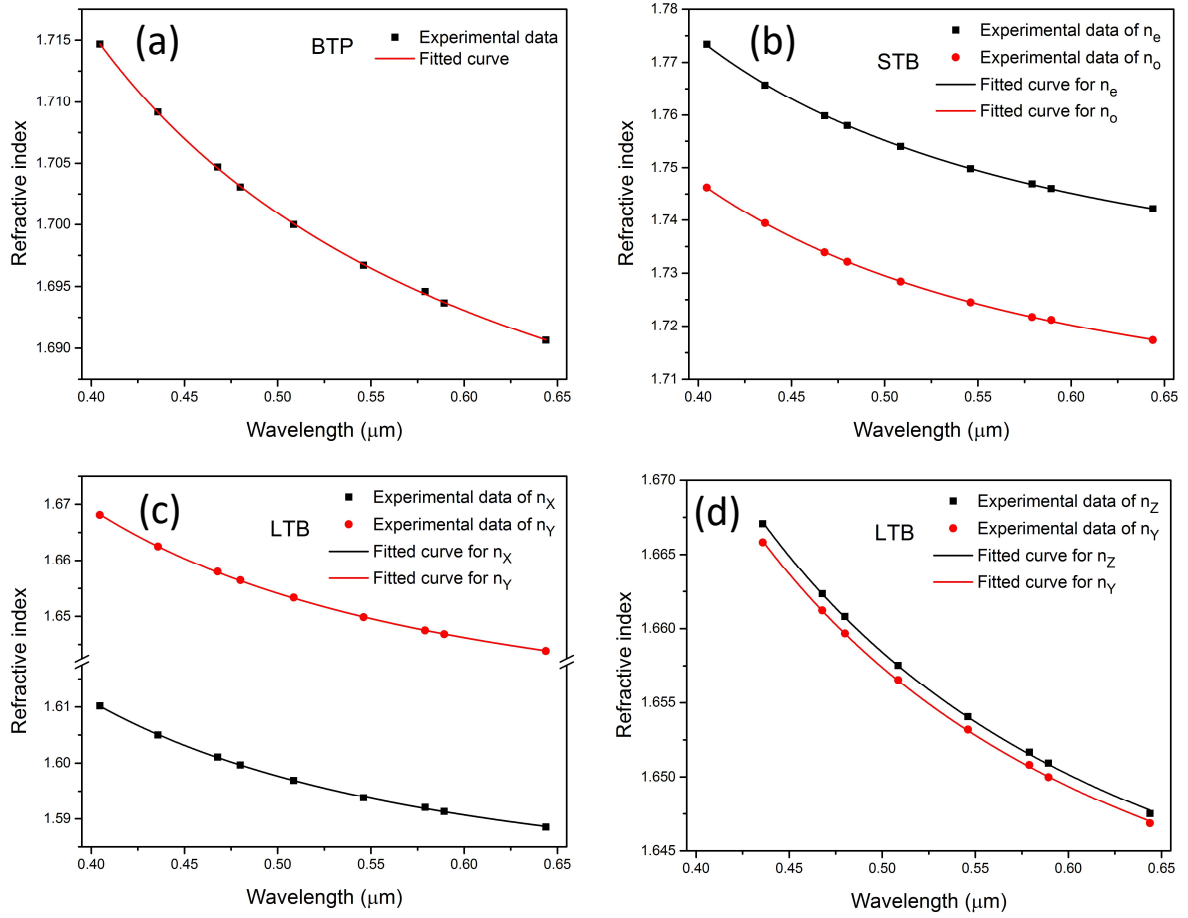 (a)
BTP
Experimental data
Fitted curve
1.715
1.710
1.705
1.700
1.695
1.690
Refractive index
0.40 0.45 0.50 0.55 0.60 0.65
Wavelength (μm)
(b)
STB
Experimental data of nₑ
Experimental data of nₒ
Fitted curve for nₑ
Fitted curve for nₒ
1.78
1.77
1.76
1.75
1.74
1.73
1.72
1.71
Refractive index
0.40 0.45 0.50 0.55 0.60 0.65
Wavelength (μm)
(c)
LTB
Experimental data of n_X
Experimental data of n_Y
Fitted curve for n_X
Fitted curve for n_Y
1.67
1.66
1.65
1.61
1.60
1.59
Refractive index
0.40 0.45 0.50 0.55 0.60 0.65
Wavelength (μm)
(d)
LTB
Experimental data of n_Z
Experimental data of n_Y
Fitted curve for n_Z
Fitted curve for n_Y
1.670
1.665
1.660
1.655
1.650
1.645
Refractive index
0.40 0.45 0.50 0.55 0.60 0.65
Wavelength (μm)